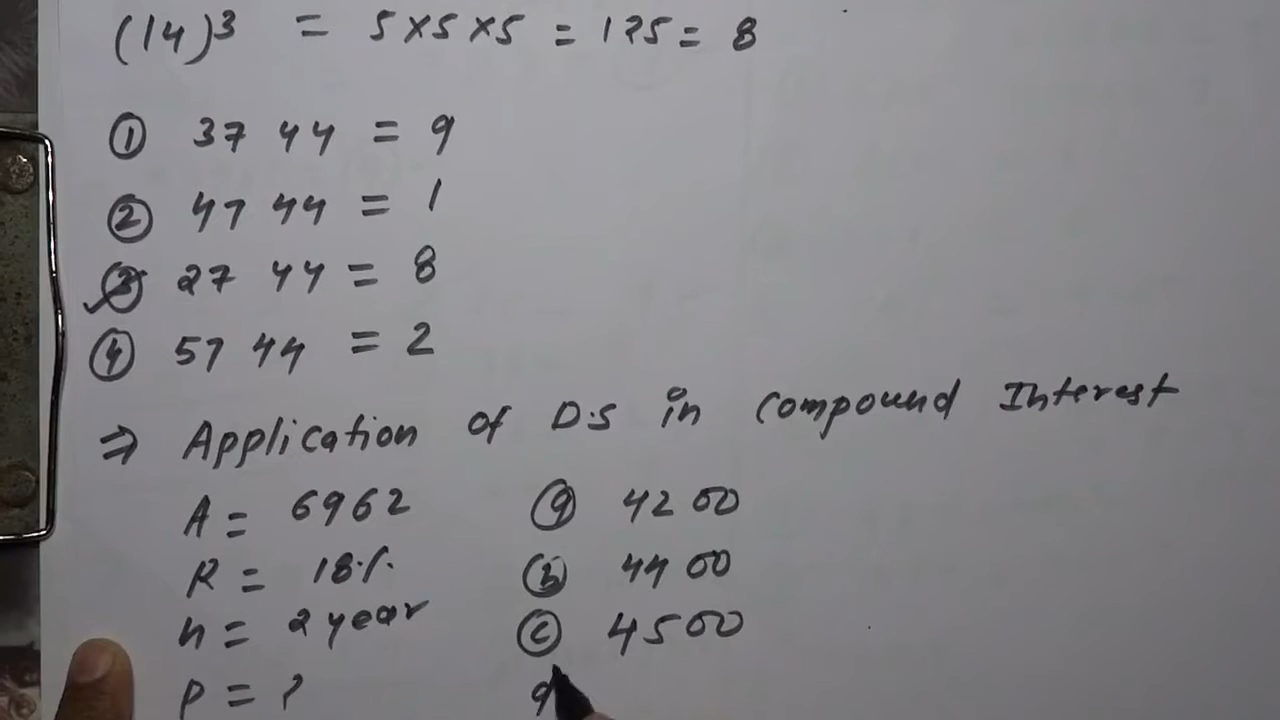 (14)³ = 5×5×5 = 125 = 8
① 37 44 = 9
② 47 44 = 1
③ 27 44 = 8
④ 57 44 = 2
⇒ Application of D.S in compound Interest
A = 6962 ⓐ 4200
R = 18% ⓑ 4400
n = 2 year ⓒ 4500
P = ?